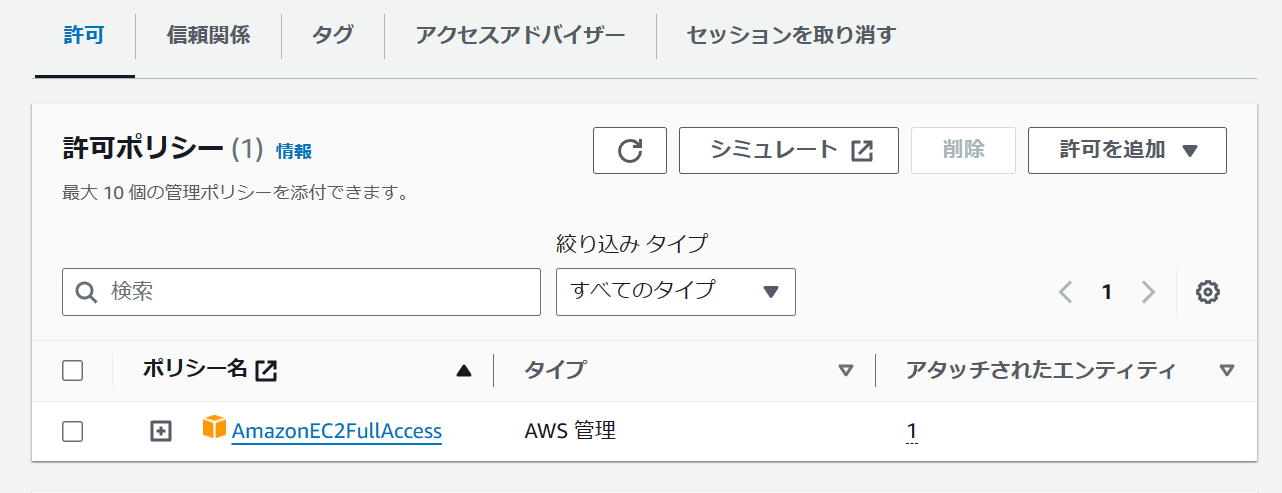 許可 信頼関係 タグ アクセスアドバイザー セッションを取り消す
許可ポリシー (1) 情報
シミュレート 削除 許可を追加
最大 10 個の管理ポリシーを添付できます。
絞り込み タイプ
検索 すべてのタイプ 1
ポリシー名 タイプ アタッチされたエンティティ
AmazonEC2FullAccess AWS 管理 1